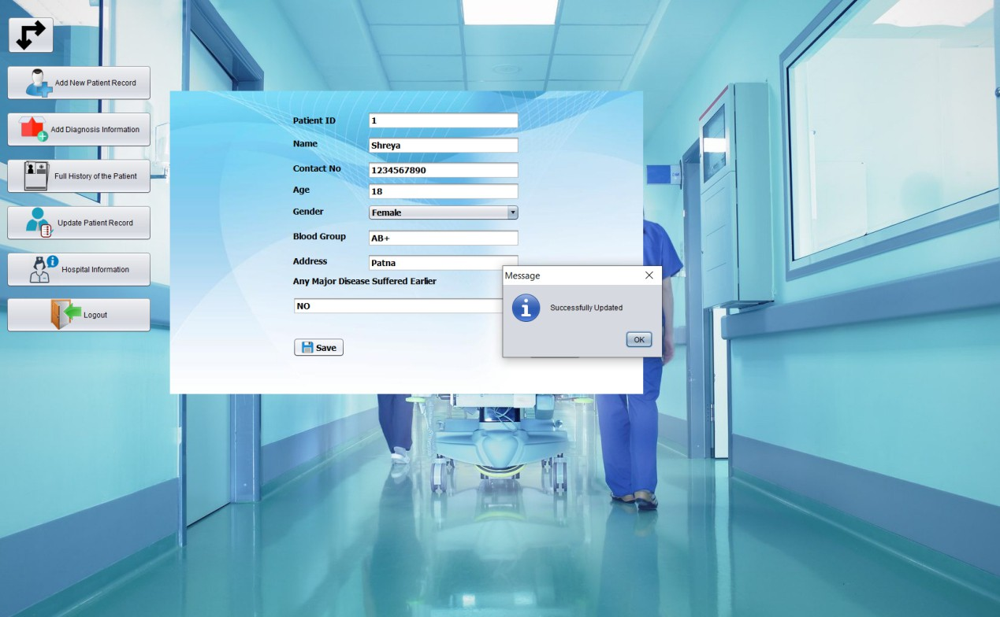 Add New Patient Record
Add Diagnosis Information
Full History of the Patient
Update Patient Record
Hospital Information
Logout
Patient ID 1
Name Shreya
Contact No 1234567890
Age 18
Gender Female
Blood Group AB+
Address Patna
Any Major Disease Suffered Earlier
NO
Save
Message
Successfully Updated
OK